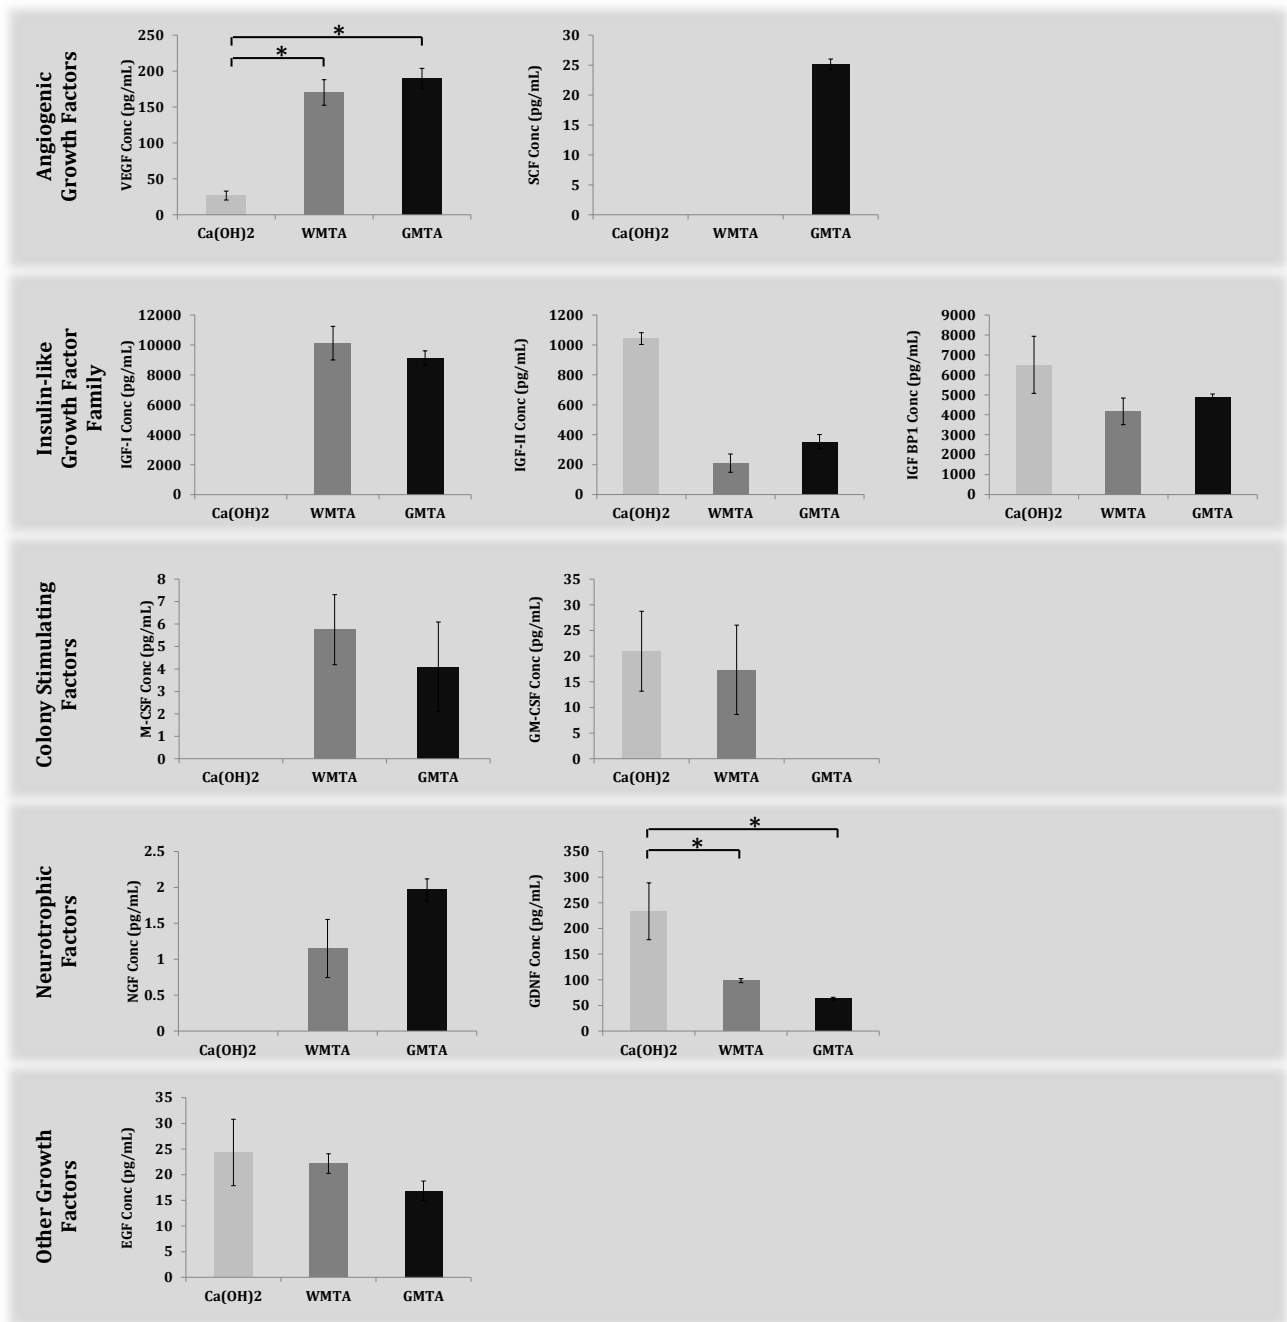 Angiogenic
Growth Factors
VEGF Conc (pg/mL)
250
200
150
100
50
0
*
*
Ca(OH)2 WMTA GMTA
SCF Conc (pg/mL)
30
25
20
15
10
5
0
Ca(OH)2 WMTA GMTA
Insulin-like
Growth Factor
Family
IGF-I Conc (pg/mL)
12000
10000
8000
6000
4000
2000
0
Ca(OH)2 WMTA GMTA
IGF-II Conc (pg/mL)
1200
1000
800
600
400
200
0
Ca(OH)2 WMTA GMTA
IGF BP1 Conc (pg/mL)
9000
8000
7000
6000
5000
4000
3000
2000
1000
0
Ca(OH)2 WMTA GMTA
Colony Stimulating
Factors
M-CSF Conc (pg/mL)
8
7
6
5
4
3
2
1
0
Ca(OH)2 WMTA GMTA
GM-CSF Conc (pg/mL)
35
30
25
20
15
10
5
0
Ca(OH)2 WMTA GMTA
Neurotrophic
Factors
NGF Conc (pg/mL)
2.5
2
1.5
1
0.5
0
Ca(OH)2 WMTA GMTA
GDNF Conc (pg/mL)
350
300
250
200
150
100
50
0
*
*
Ca(OH)2 WMTA GMTA
Other Growth
Factors
EGF Conc (pg/mL)
35
30
25
20
15
10
5
0
Ca(OH)2 WMTA GMTA